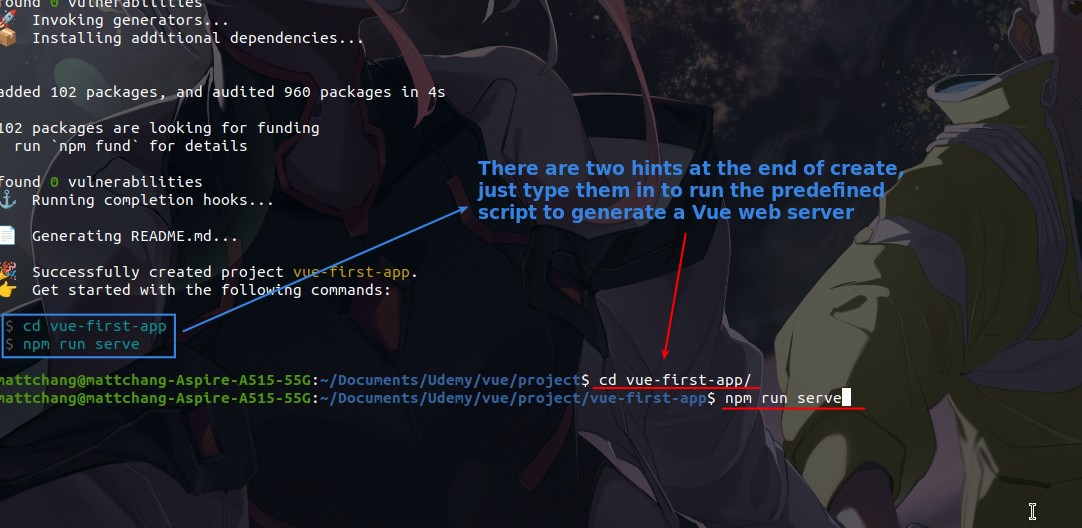 found 0 vulnerabilities
🚀 Invoking generators...
📦 Installing additional dependencies...
added 102 packages, and audited 960 packages in 4s
102 packages are looking for funding
run `npm fund` for details
found 0 vulnerabilities
⚓ Running completion hooks...
📄 Generating README.md...
🎉 Successfully created project vue-first-app.
👉 Get started with the following commands:
$ cd vue-first-app
$ npm run serve
There are two hints at the end of create,
just type them in to run the predefined
script to generate a Vue web server
mattchang@mattchang-Aspire-A515-55G:~/Documents/Udemy/vue/project$ cd vue-first-app/
mattchang@mattchang-Aspire-A515-55G:~/Documents/Udemy/vue/project/vue-first-app$ npm run serve